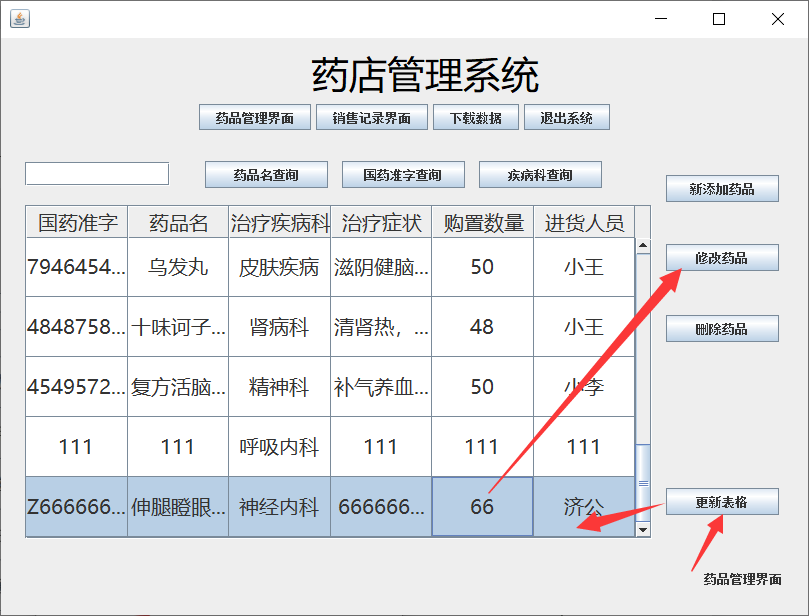 药店管理系统
药品管理界面 销售记录界面 下载数据 退出系统
药品名查询 国药准字查询 疾病科查询
新添加药品
国药准字 药品名 治疗疾病科 治疗症状 购置数量 进货人员
7946454... 乌发丸 皮肤疾病 滋阴健脑... 50 小王
修改药品
4848758... 十味诃子... 肾病科 清肾热，... 48 小王
删除药品
4549572... 复方活脑... 精神科 补气养血... 50 小李
111 111 呼吸内科 111 111 111
Z666666... 伸腿瞪眼... 神经内科 666666... 66 济公
更新表格
药品管理界面